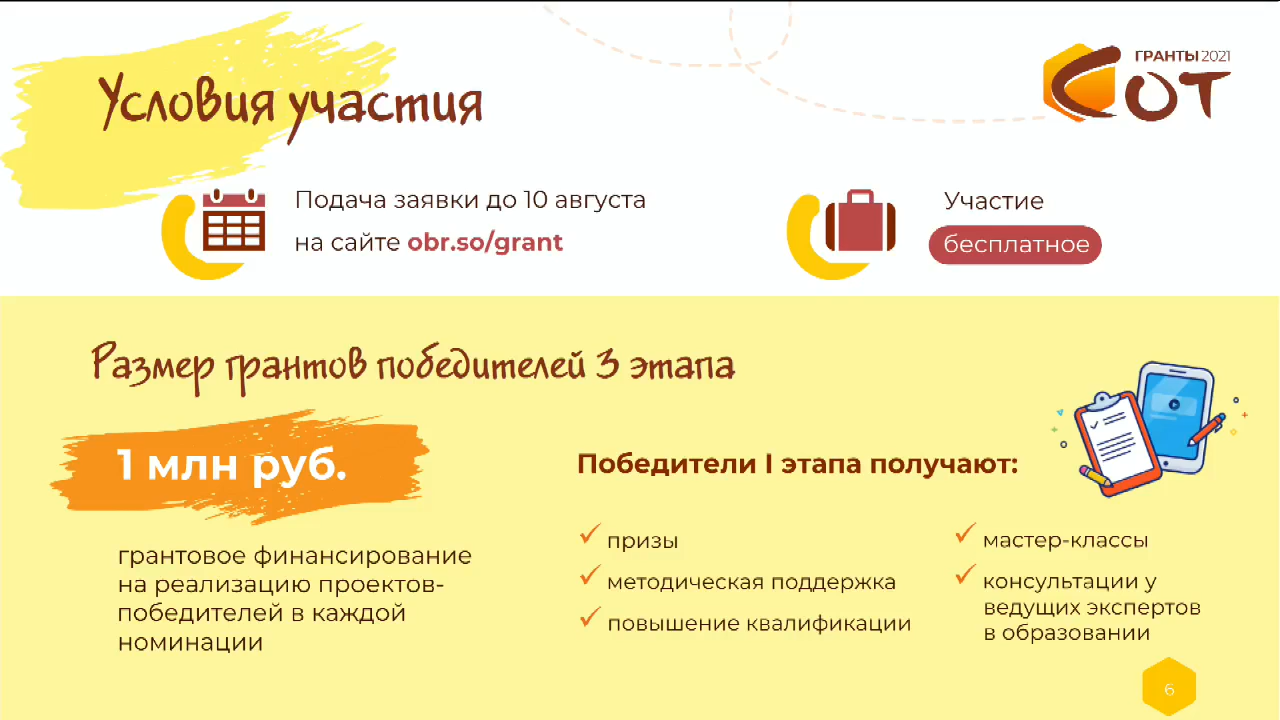 Условия участия
ГРАНТЫ 2021
СОТ
Подача заявки до 10 августа
на сайте obr.so/grant
Участие
бесплатное
Размер грантов победителей 3 этапа
1 млн руб.
грантовое финансирование
на реализацию проектов-
победителей в каждой
номинации
Победители I этапа получают:
призы
методическая поддержка
повышение квалификации
мастер-классы
консультации у
ведущих экспертов
в образовании
6